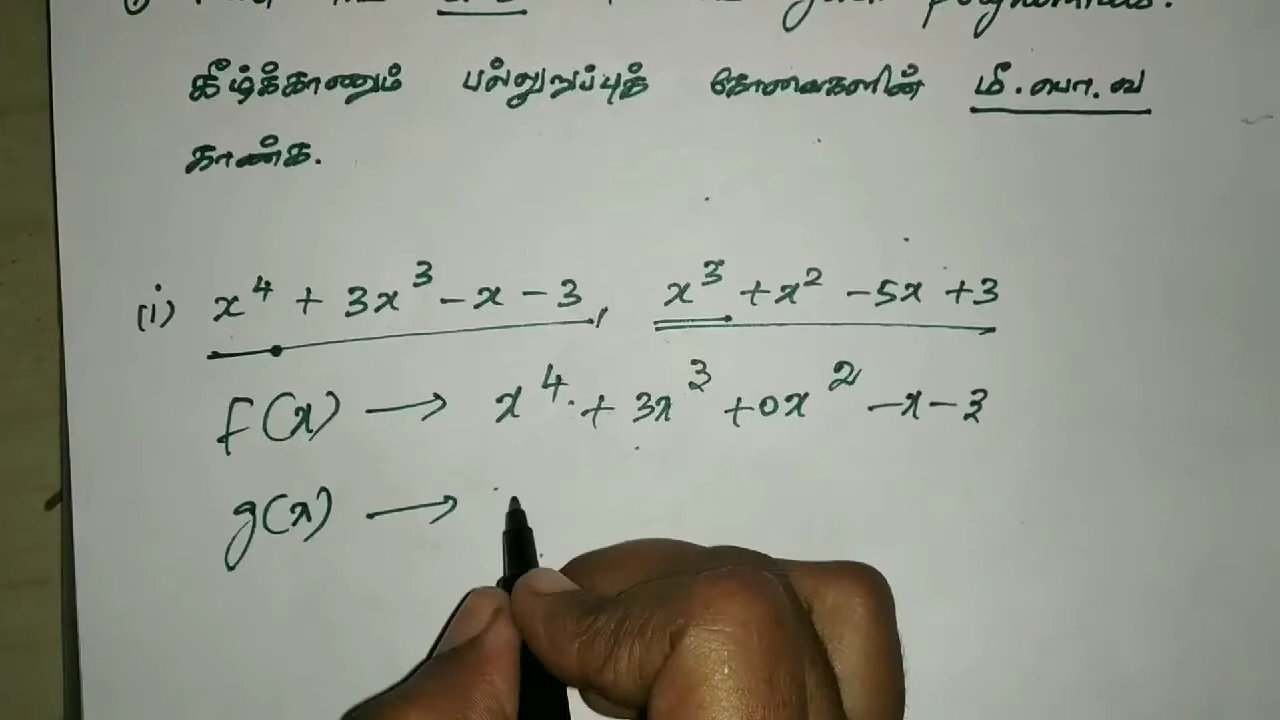 கீழ்க்காணும் பல்லுறுப்புக் கோவைகளின் மீ.பொ.வ
காண்க.
(i) x⁴ + 3x³ - x - 3, x³ + x² - 5x + 3
f(x) → x⁴ + 3x³ + 0x² - x - 3
g(x) →